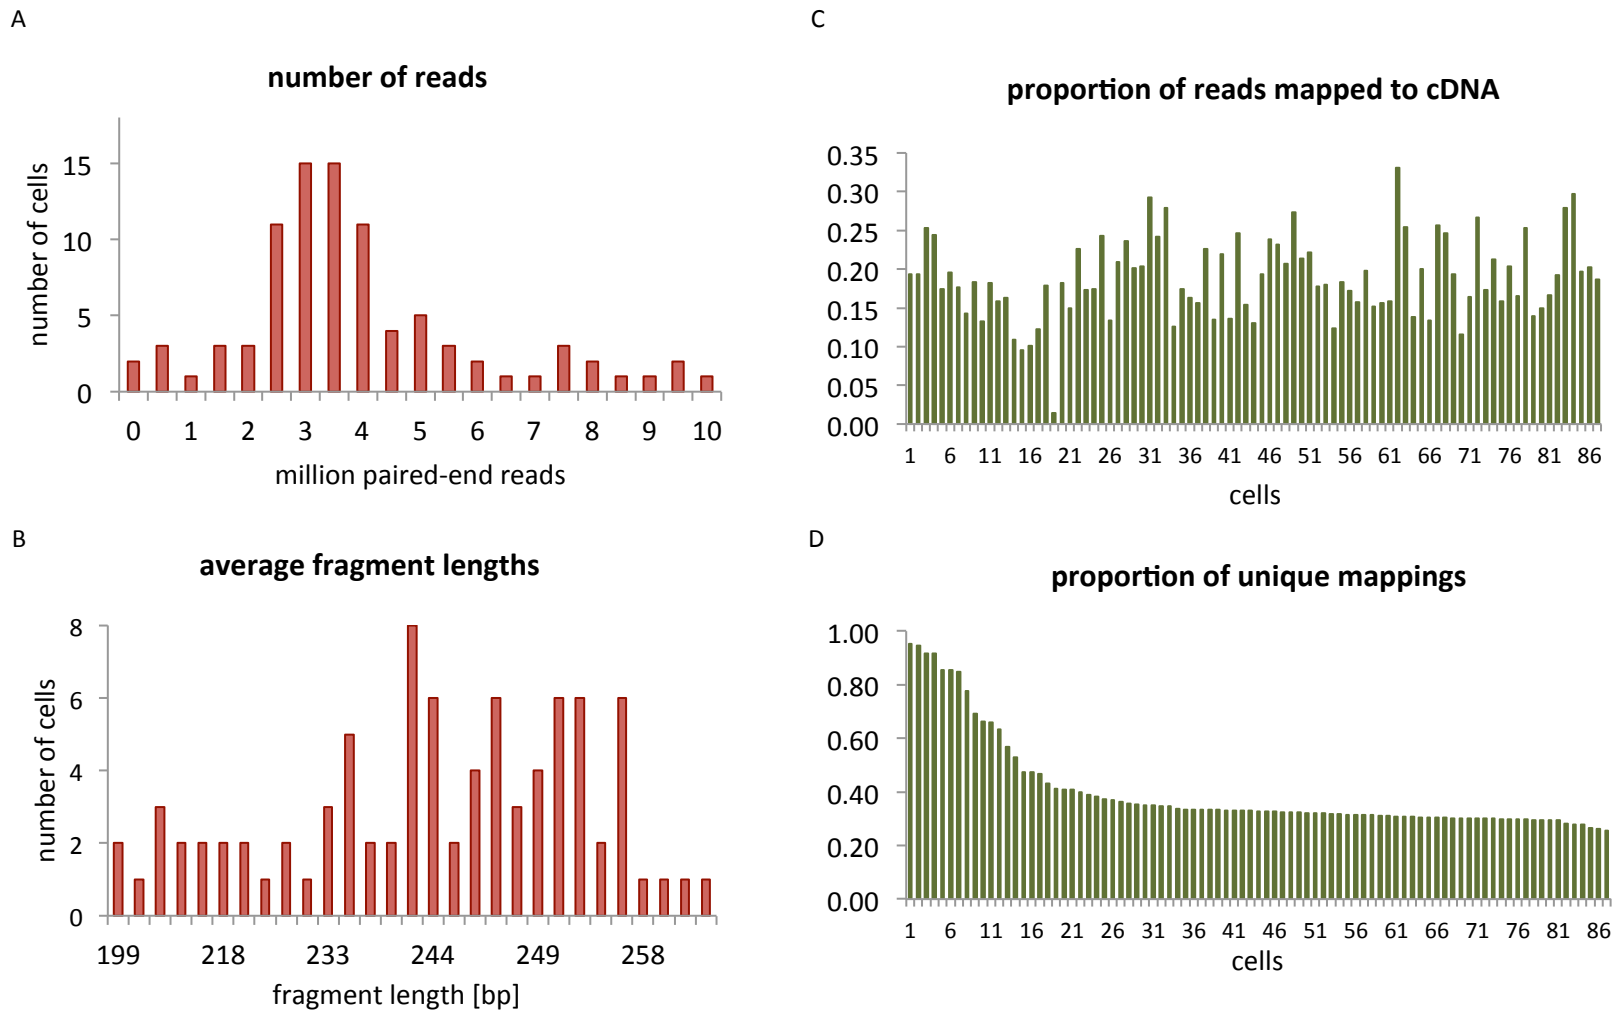 A
number of reads
number of cells
15
10
5
0
0 1 2 3 4 5 6 7 8 9 10
million paired-end reads
B
average fragment lengths
number of cells
8
6
4
2
0
199 218 233 244 249 258
fragment length [bp]
C
proportion of reads mapped to cDNA
0.35
0.30
0.25
0.20
0.15
0.10
0.05
0.00
1 6 11 16 21 26 31 36 41 46 51 56 61 66 71 76 81 86
cells
D
proportion of unique mappings
1.00
0.80
0.60
0.40
0.20
0.00
1 6 11 16 21 26 31 36 41 46 51 56 61 66 71 76 81 86
cells